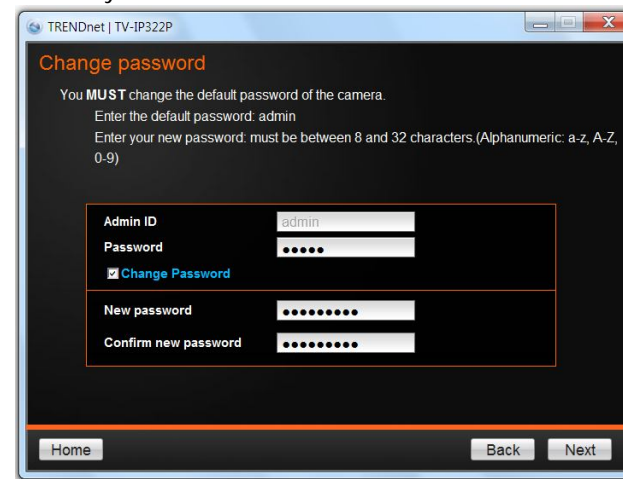 TRENDnet | TV-IP322P
Change password
You MUST change the default password of the camera.
Enter the default password: admin
Enter your new password: must be between 8 and 32 characters.(Alphanumeric: a-z, A-Z,
0-9)
Admin ID admin
Password •••••
Change Password
New password •••••••••
Confirm new password •••••••••
Home Back Next